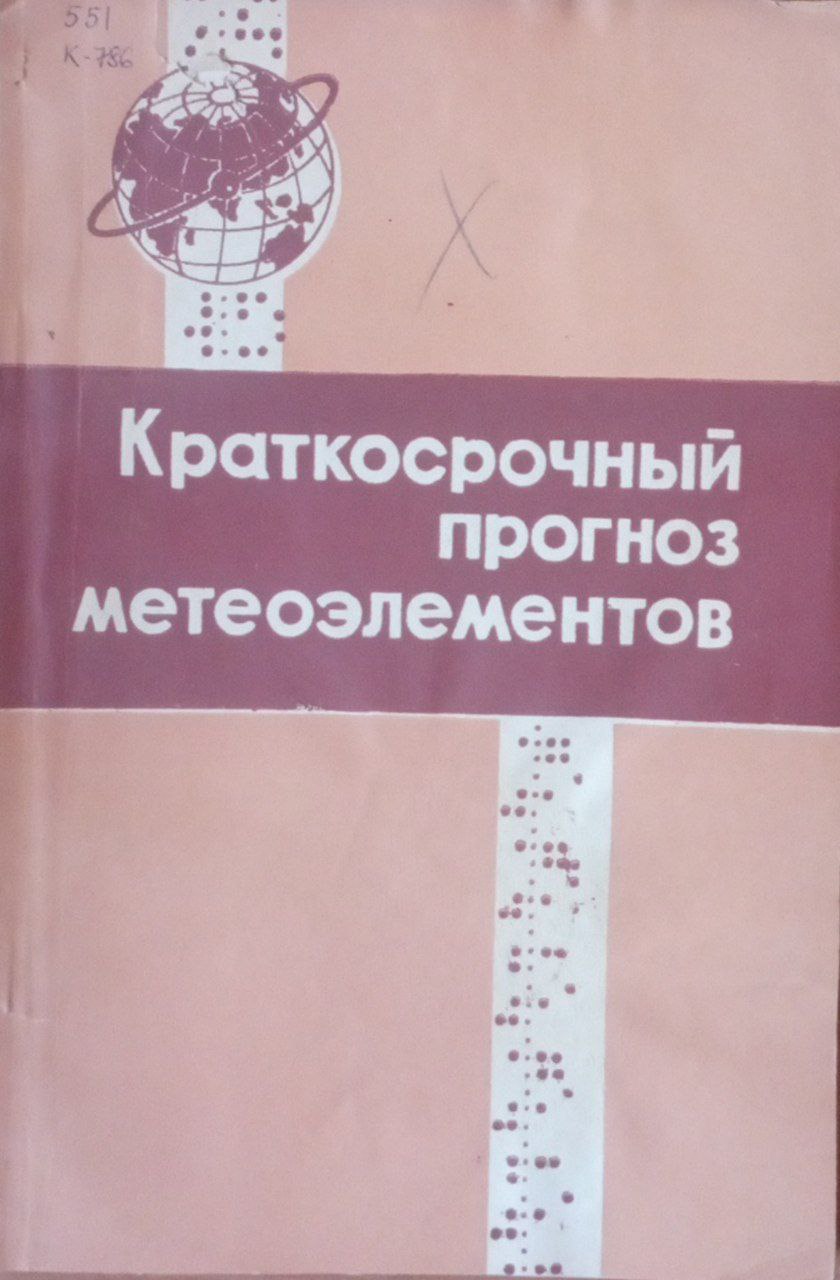 551
К-786
X
Краткосрочный
прогноз
метеоэлементов